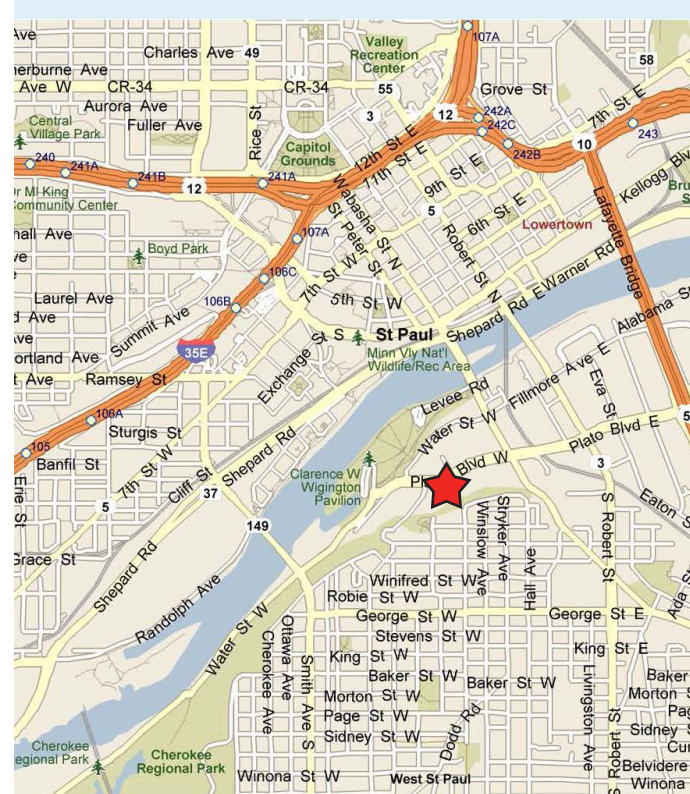 Ave
Charles Ave
49
107A
Valley
Recreation
Center
58
Ave W
CR-34
CR-34
55
Grove St
7th St E
Aurora Ave
Fuller Ave
Rice St
3
12
242A
242C
242B
10
243
Central
Village Park
Capitol
Grounds
12th St E
11th St E
9th St E
6th St E
5
240
241A
241B
12
241A
Wabasha St N
St Peter St
Robert St N
Lowertown
Kellogg Blv
Lafayette Bridge
Community Center
Boyd Park
107A
106C
106B
7th St W
5th St W
Laurel Ave
Summit Ave
35E
Exchange St S
St Paul
Minn Vly Nat'l
Wildlife/Rec Area
Shepard Rd E
Warner Rd
Alabama S
Ramsey St
106A
105
Sturgis St
Banfil St
7th St W
5
Cliff St
37
Shepard Rd
Levee Rd
Water St W
Fillmore Ave E
Eva St
Plato Blvd E
Blvd W
Clarence W
Wigington
Pavilion
3
5
Erie St
149
Eaton S
S Robert St
Stryker Ave
Winslow Ave
Hall Ave
Grace St
Shepard Rd
Randolph Ave
Water St W
Winifred St W
Robie St W
George St W
George St E
Ada S
Stevens St W
King St W
King St E
Ottawa Ave
Cherokee Ave
Smith Ave S
Baker St W
Baker St W
Baker
Morton St W
Morton S
Page St W
Sidney St W
Sidney S
Dodd Rd
Livingston Ave
S Robert St
Belvidere
Cherokee
egional Park
Cherokee
Regional Park
Winona St W
West St Paul
Winona